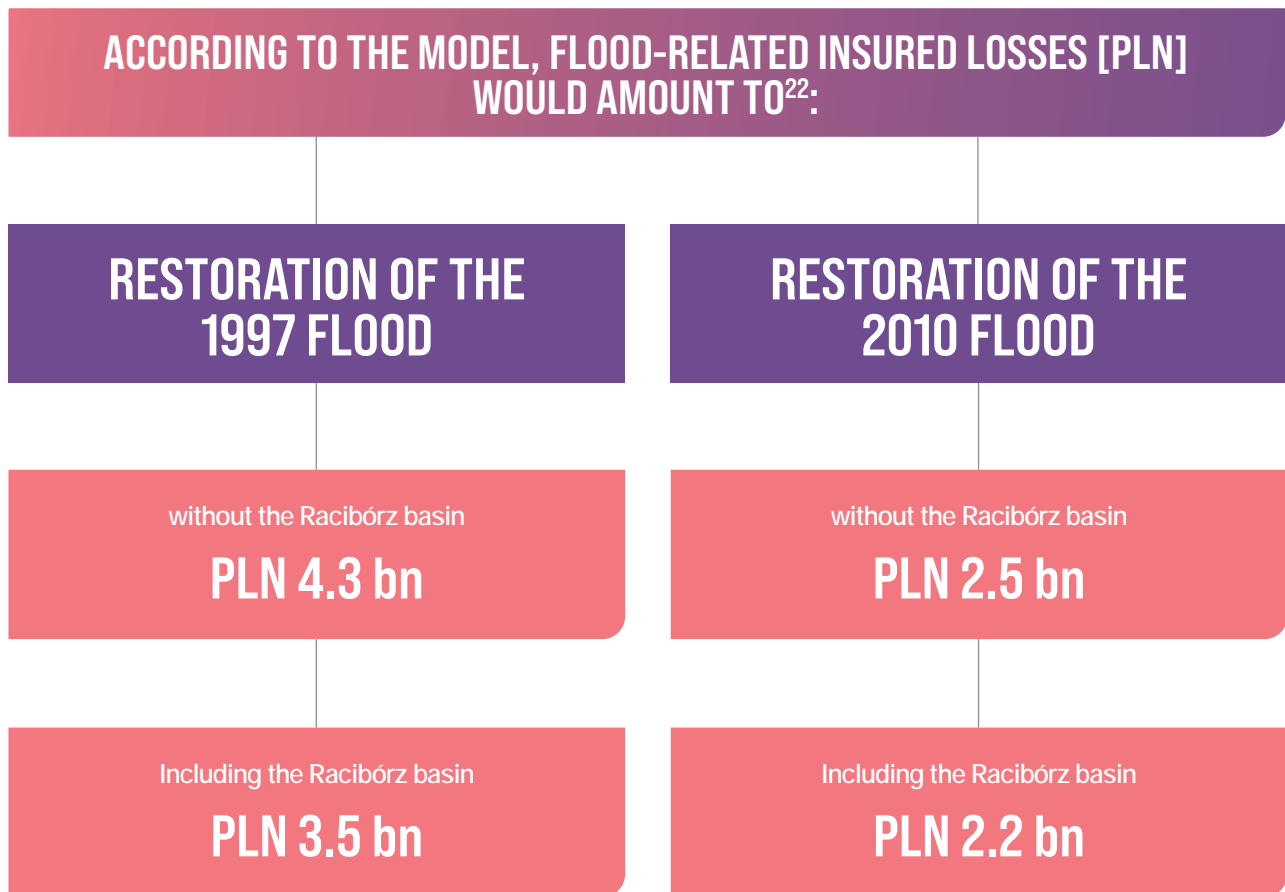 ACCORDING TO THE MODEL, FLOOD-RELATED INSURED LOSSES [PLN]
WOULD AMOUNT TO²²:
RESTORATION OF THE
1997 FLOOD
without the Racibórz basin
PLN 4.3 bn
Including the Racibórz basin
PLN 3.5 bn
RESTORATION OF THE
2010 FLOOD
without the Racibórz basin
PLN 2.5 bn
Including the Racibórz basin
PLN 2.2 bn